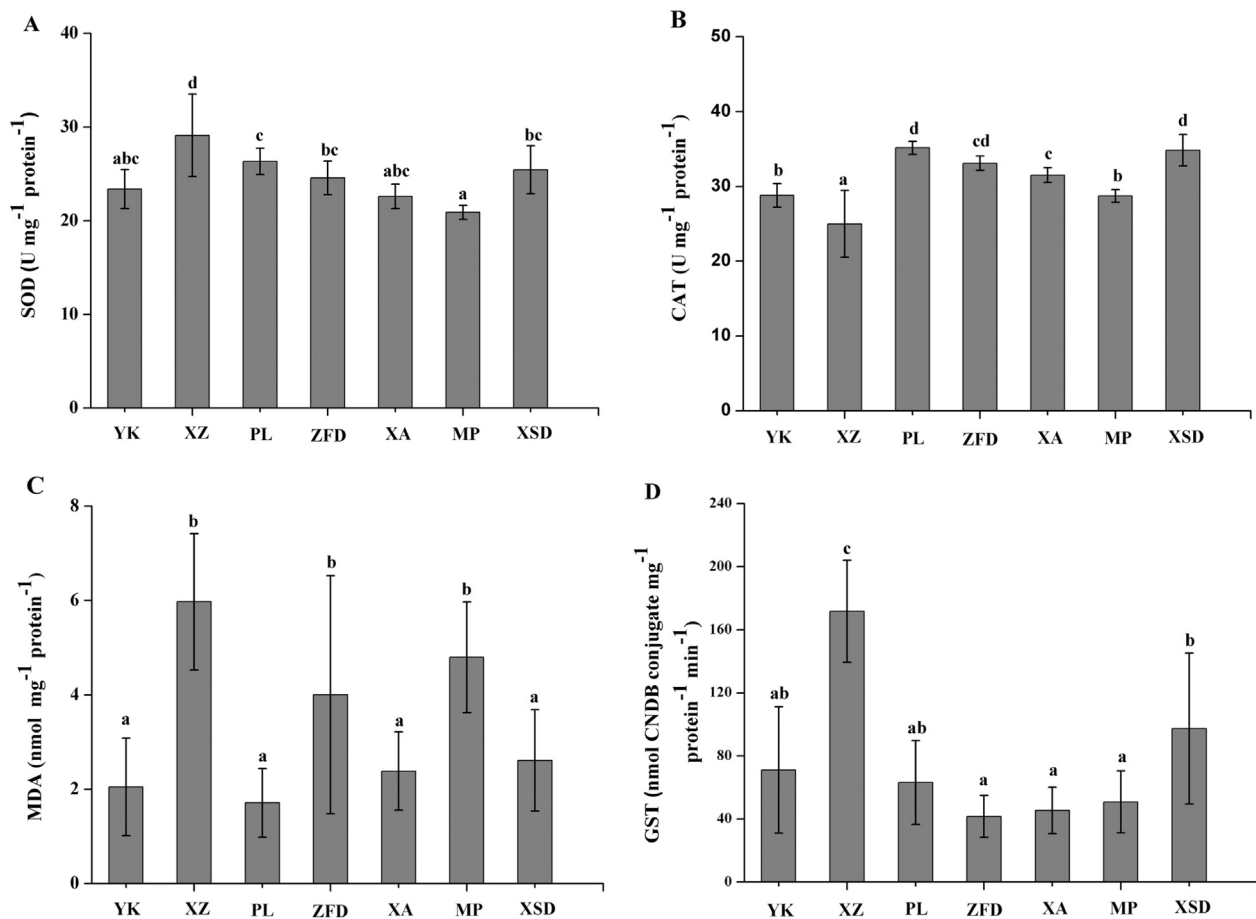 A
SOD (U mg⁻¹ protein⁻¹)
40
30
20
10
0
abc
d
c
bc
abc
a
bc
YK
XZ
PL
ZFD
XA
MP
XSD
B
CAT (U mg⁻¹ protein⁻¹)
50
40
30
20
10
0
b
a
d
cd
c
b
d
YK
XZ
PL
ZFD
XA
MP
XSD
C
MDA (nmol mg⁻¹ protein⁻¹)
8
6
4
2
0
a
b
a
b
a
b
a
YK
XZ
PL
ZFD
XA
MP
XSD
D
GST (nmol CNDB conjugate mg⁻¹
protein⁻¹ min⁻¹)
240
200
160
120
80
40
0
ab
c
ab
a
a
a
b
YK
XZ
PL
ZFD
XA
MP
XSD